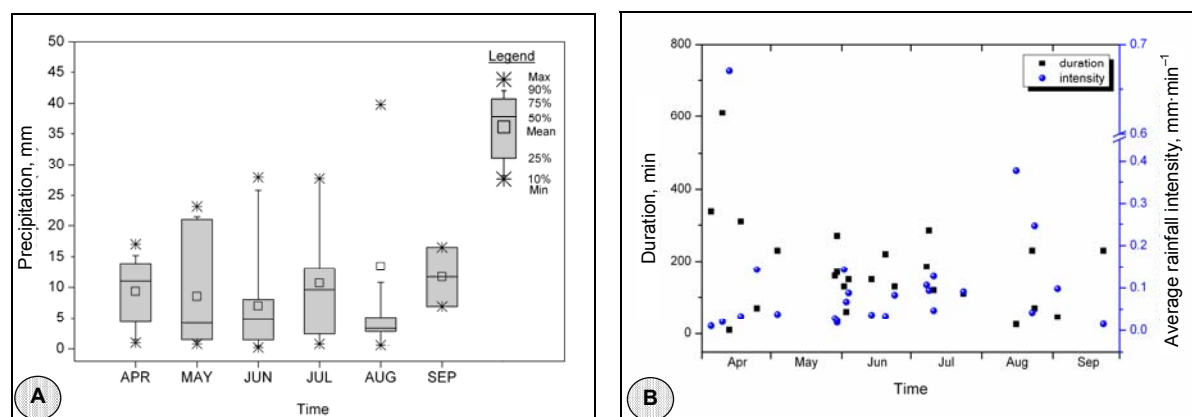 50
45
40
35
30
25
20
15
10
5
0
Precipitation, mm
Legend
Max
90%
75%
50%
Mean
25%
10%
Min
APR MAY JUN JUL AUG SEP
Time
A
800
600
400
200
0
Duration, min
duration
intensity
0.7
0.6
0.4
0.3
0.2
0.1
0.0
Average rainfall intensity, mm·min⁻¹
Apr May Jun Jul Aug Sep
Time
B